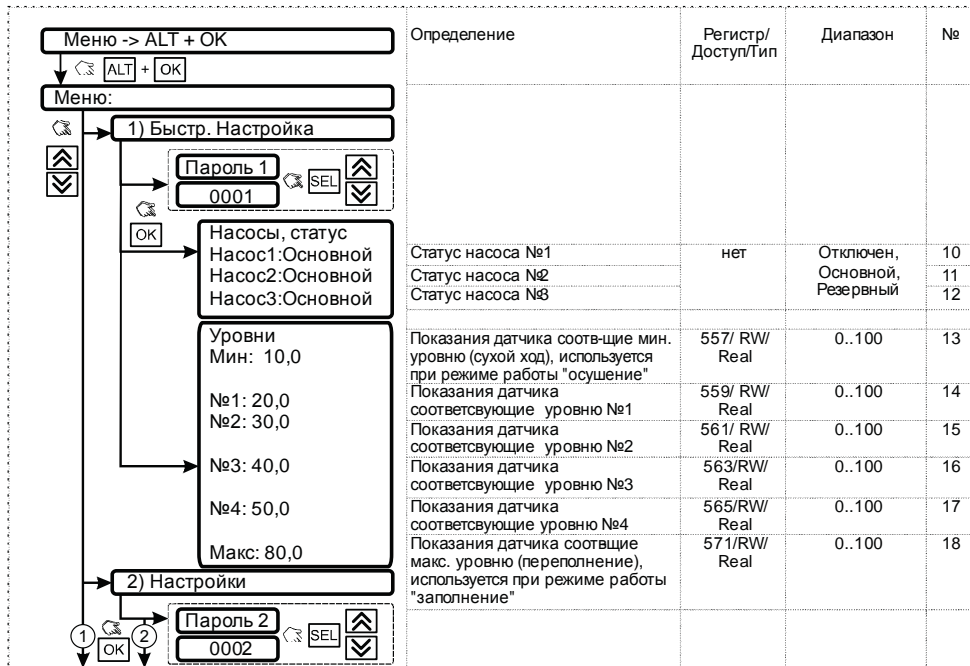 Меню -> ALT + OK
Определение
Регистр/
Доступ/Тип
Диапазон
№
ALT + OK
Меню:
1) Быстр. Настройка
Пароль 1
0001
SEL
OK
Насосы, статус
Насос1:Основной
Насос2:Основной
Насос3:Основной
Статус насоса №1
Статус насоса №2
Статус насоса №3
нет
Отключен,
Основной,
Резервный
10
11
12
Уровни
Мин: 10,0
№1: 20,0
№2: 30,0
№3: 40,0
№4: 50,0
Макс: 80,0
Показания датчика соотв-щие мин.
уровню (сухой ход), используется
при режиме работы "осушение"
557/ RW/
Real
0..100
13
Показания датчика
соответсвующие уровню №1
559/ RW/
Real
0..100
14
Показания датчика
соответсвующие уровню №2
561/ RW/
Real
0..100
15
Показания датчика
соответсвующие уровню №3
563/RW/
Real
0..100
16
Показания датчика
соответсвующие уровню №4
565/RW/
Real
0..100
17
Показания датчика соотвщие
макс. уровню (переполнение),
используется при режиме работы
"заполнение"
571/RW/
Real
0..100
18
2) Настройки
Пароль 2
0002
SEL
1
OK
2